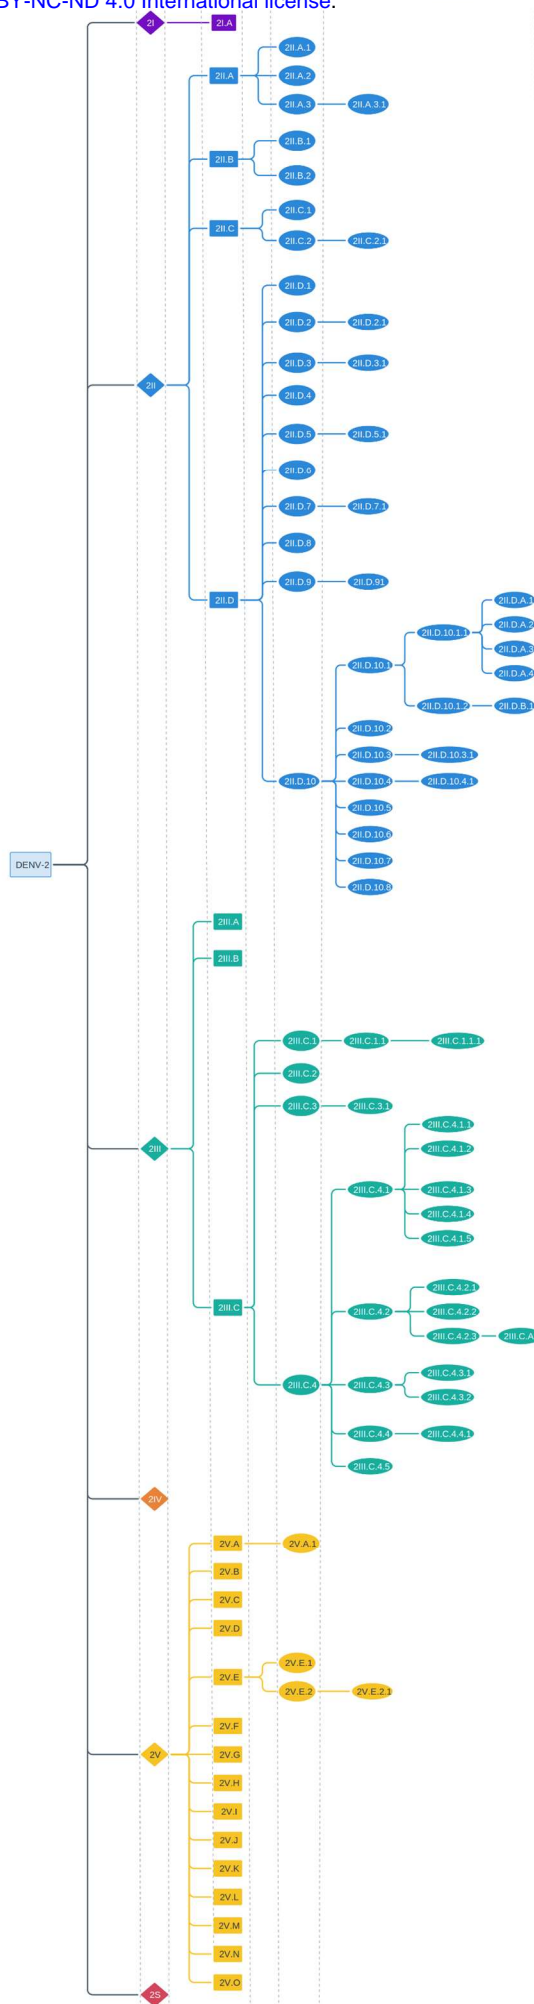 BY-NC-ND 4.0 International license.
2I 2I.A
2II.A.1
2II.A 2II.A.2
2II.A.3 2II.A.3.1
2II.B.1
2II.B
2II.B.2
2II.C.1
2II.C
2II.C.2 2II.C.2.1
2II.D.1
2II.D.2 2II.D.2.1
2II.D.3 2II.D.3.1
2II
2II.D.4
2II.D.5 2II.D.5.1
2II.D.6
2II.D.7 2II.D.7.1
2II.D.8
2II.D.9 2II.D.91
2II.D
2II.D.A.1
2II.D.A.2
2II.D.10.1.1
2II.D.A.3
2II.D.10.1
2II.D.A.4
2II.D.10.1.2 2II.D.B.1
2II.D.10.2
2II.D.10.3 2II.D.10.3.1
2II.D.10 2II.D.10.4 2II.D.10.4.1
2II.D.10.5
2II.D.10.6
2II.D.10.7
DENV-2
2II.D.10.8
2III.A
2III.B
2III.C.1 2III.C.1.1 2III.C.1.1.1
2III.C.2
2III.C.3 2III.C.3.1
2III.C.4.1.1
2III 2III.C.4.1.2
2III.C.4.1 2III.C.4.1.3
2III.C.4.1.4
2III.C.4.1.5
2III.C.4.2.1
2III.C
2III.C.4.2 2III.C.4.2.2
2III.C.4.2.3 2III.C.A
2III.C.4.3.1
2III.C.4 2III.C.4.3
2III.C.4.3.2
2III.C.4.4 2III.C.4.4.1
2III.C.4.5
2IV
2V.A 2V.A.1
2V.B
2V.C
2V.D
2V.E.1
2V.E
2V.E.2 2V.E.2.1
2V.F
2V 2V.G
2V.H
2V.I
2V.J
2V.K
2V.L
2V.M
2V.N
2V.O
2S